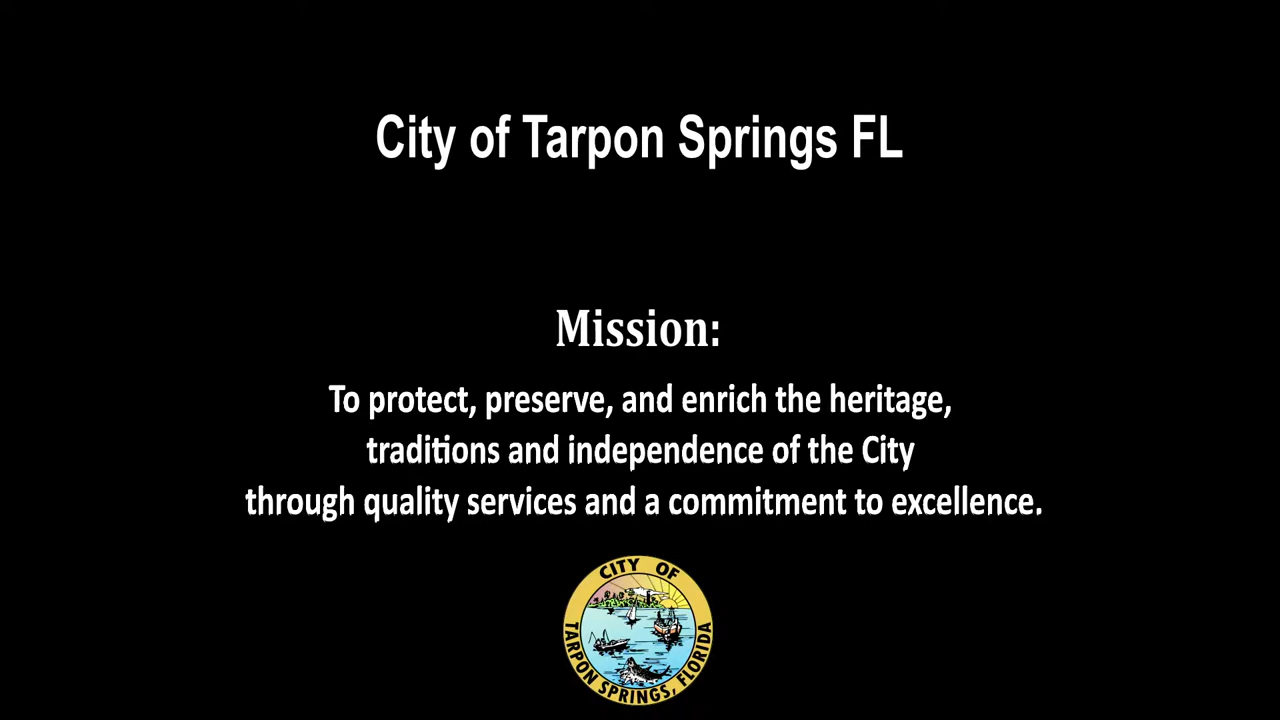 City of Tarpon Springs FL
Mission:
To protect, preserve, and enrich the heritage,
traditions and independence of the City
through quality services and a commitment to excellence.
CITY OF
TARPON SPRINGS, FLORIDA